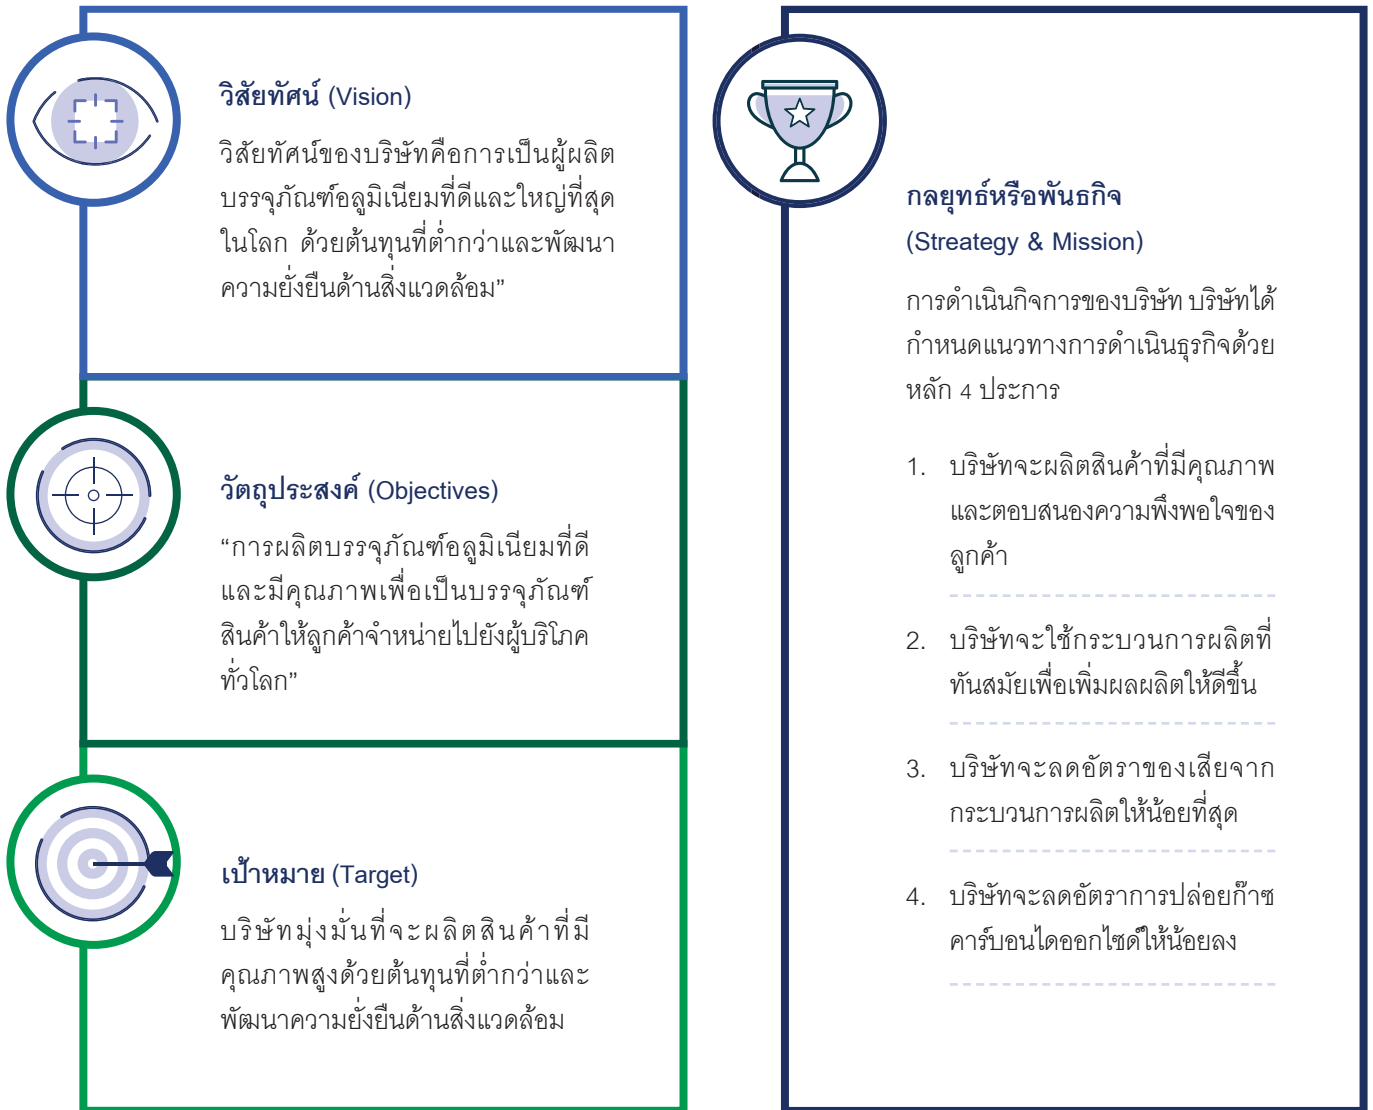 วิสัยทัศน์ (Vision)
วิสัยทัศน์ของบริษัทคือการเป็นผู้ผลิต
บรรจุภัณฑ์อลูมิเนียมที่ดีและใหญ่ที่สุด
ในโลก ด้วยต้นทุนที่ต่ำกว่าและพัฒนา
ความยั่งยืนด้านสิ่งแวดล้อม”
วัตถุประสงค์ (Objectives)
“การผลิตบรรจุภัณฑ์อลูมิเนียมที่ดี
และมีคุณภาพเพื่อเป็นบรรจุภัณฑ์
สินค้าให้ลูกค้าจำหน่ายไปยังผู้บริโภค
ทั่วโลก”
เป้าหมาย (Target)
บริษัทมุ่งมั่นที่จะผลิตสินค้าที่มี
คุณภาพสูงด้วยต้นทุนที่ต่ำกว่าและ
พัฒนาความยั่งยืนด้านสิ่งแวดล้อม
กลยุทธ์หรือพันธกิจ
(Streategy & Mission)
การดำเนินกิจการของบริษัท บริษัทได้
กำหนดแนวทางการดำเนินธุรกิจด้วย
หลัก 4 ประการ
1. บริษัทจะผลิตสินค้าที่มีคุณภาพ
และตอบสนองความพึงพอใจของ
ลูกค้า
2. บริษัทจะใช้กระบวนการผลิตที่
ทันสมัยเพื่อเพิ่มผลผลิตให้ดีขึ้น
3. บริษัทจะลดอัตราของเสียจาก
กระบวนการผลิตให้น้อยที่สุด
4. บริษัทจะลดอัตราการปล่อยก๊าซ
คาร์บอนไดออกไซด์ให้น้อยลง